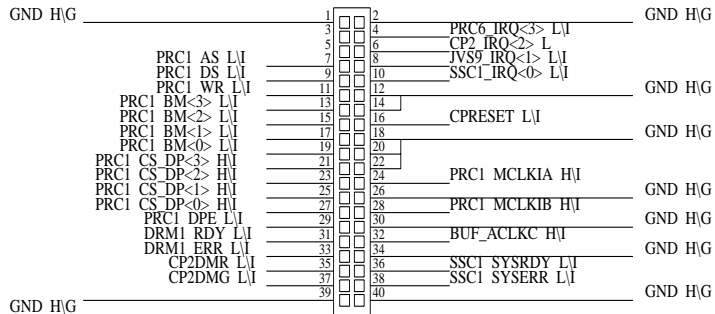 GND H\G 1 2 GND H\G
3 4 PRC6_IRQ<3> L\I
5 6 CP2_IRQ<2> L
PRC1 AS L\I 7 8 JVS9_IRQ<1> L\I
PRC1 DS L\I 9 10 SSC1_IRQ<0> L\I
PRC1 WR L\I 11 12 GND H\G
PRC1 BM<3> L\I 13 14
PRC1 BM<2> L\I 15 16 CPRESET L\I
PRC1 BM<1> L\I 17 18 GND H\G
PRC1 BM<0> L\I 19 20
PRC1 CS_DP<3> H\I 21 22
PRC1 CS_DP<2> H\I 23 24 PRC1 MCLKIA H\I
PRC1 CS_DP<1> H\I 25 26 GND H\G
PRC1 CS_DP<0> H\I 27 28 PRC1 MCLKIB H\I
PRC1 DPE L\I 29 30 GND H\G
DRM1 RDY L\I 31 32 BUF_ACLKC H\I
DRM1 ERR L\I 33 34 GND H\G
CP2DMR L\I 35 36 SSC1 SYSRDY L\I
CP2DMG L\I 37 38 SSC1 SYSERR L\I
GND H\G 39 40 GND H\G